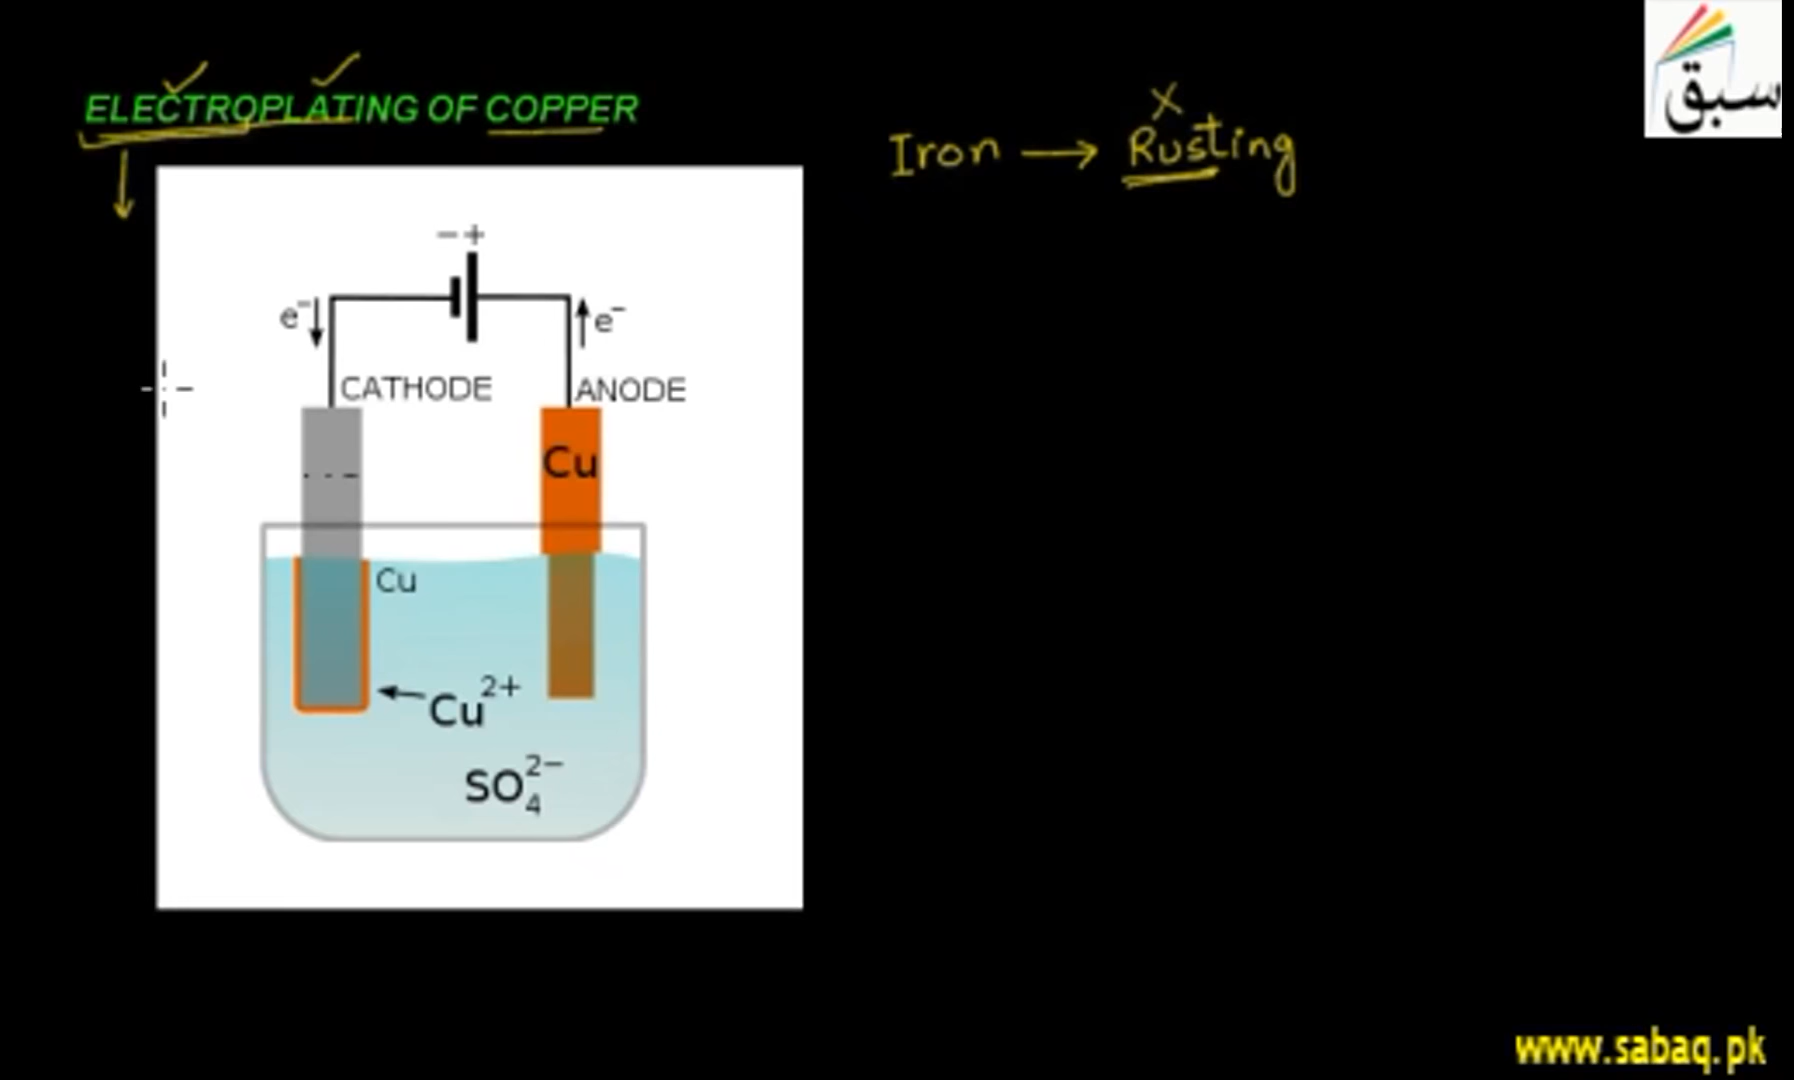 ELECTROPLATING OF COPPER
x
Iron → Rusting
سبق
− +
e⁻
e⁻
CATHODE
ANODE
Cu
Cu
Cu²⁺
SO₄²⁻
www.sabaq.pk